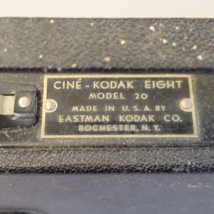 CINÉ-KODAK EIGHT
MODEL 20
MADE IN U.S.A. BY
EASTMAN KODAK CO.
ROCHESTER, N.Y.